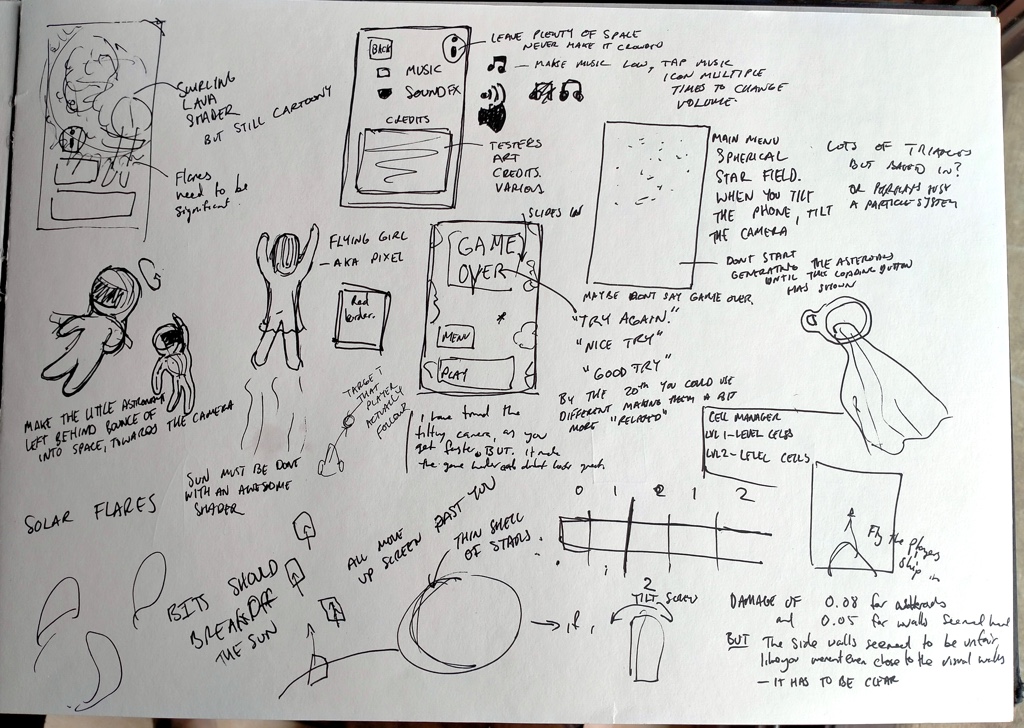 SWIRLING
LAVA
SHADER
BUT STILL CARTOONY
Flares
need to be
significant.
BACK
MUSIC
SOUND FX
CREDITS
LEAVE PLENTY OF SPACE
NEVER MAKE IT CROWDED
— MAKE MUSIC LOW, TAP MUSIC
ICON MULTIPLE
TIMES TO CHANGE
VOLUME.
TESTERS
ART
CREDITS.
VARIOUS
MAIN MENU
SPHERICAL
STAR FIELD.
WHEN YOU TILT
THE PHONE, TILT
THE CAMERA
LOTS OF TRIANGLES
BUT BAKED IN?
OR PERHAPS JUST
A PARTICLE SYSTEM
DONT START
GENERATING THE ASTEROIDS
UNTIL THE LOADING BUTTON
HAS SHOWN
FLYING GIRL
— AKA PIXEL
Red
border.
SLIDES IN
GAME
OVER
MENU
PLAY
MAYBE DONT SAY GAME OVER.
"TRY AGAIN."
"NICE TRY"
"GOOD TRY"
BY THE 20th YOU COULD USE
DIFFERENT MAKING THEM A BIT
MORE "RELAXED"
MAKE THE LITTLE ASTRONAUT
LEFT BEHIND BOUNCE OF
INTO SPACE, TOWARDS THE CAMERA
TARGET
THAT
PLAYER
ACTUALLY
FOLLOWS
I have tried the
tilting camera, as you
get faster. BUT. it made
the game harder and didnt look great.
CELL MANAGER
LVL 1 - LEVEL CELLS
LVL 2 - LEVEL CELLS
SUN MUST BE DONE
WITH AN AWESOME
SHADER
SOLAR FLARES
BITS SHOULD
BREAK OFF
THE SUN
ALL MOVE
UP SCREEN PAST YOU
THIN SHELL
OF STARS.
0 1 2 1 2
2
TILT SCREEN
Fly the players
ship in
DAMAGE OF 0.08 for asteroids
and 0.05 for walls seemed hard
BUT The side walls seemed to be unfair
like you werent even close to the visual walls
— IT HAS TO BE CLEAR